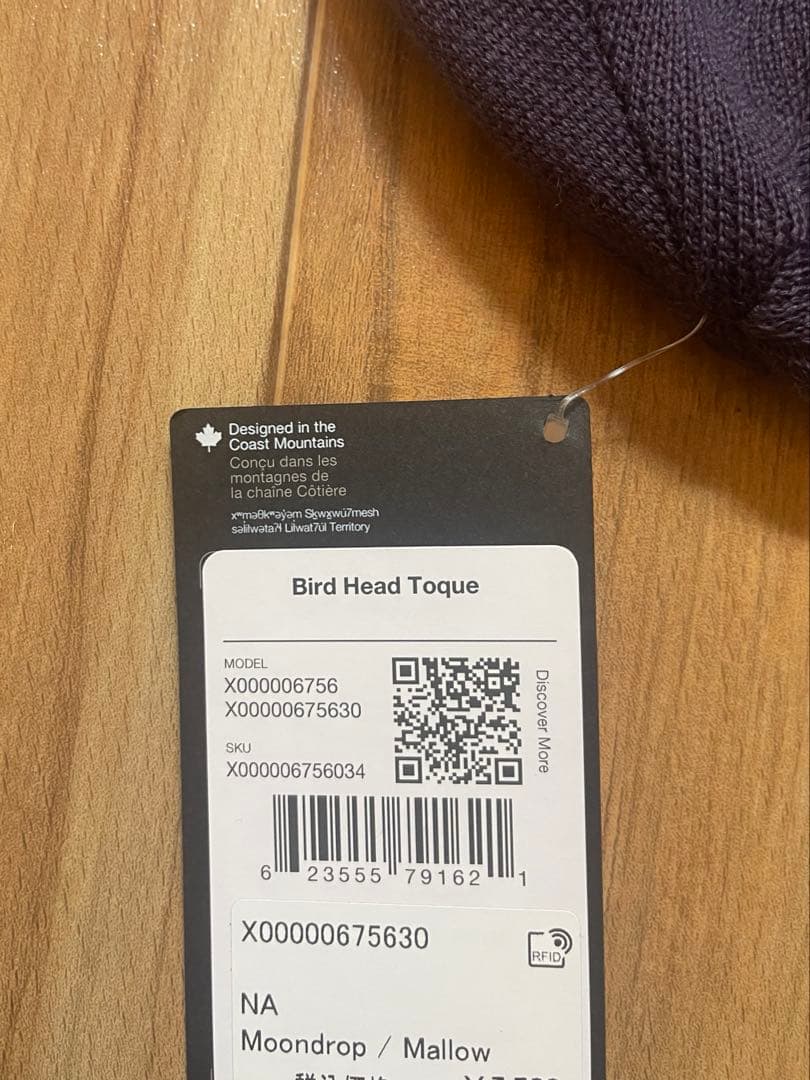 Designed in the
Coast Mountains
Conçu dans les
montagnes de
la chaîne Côtière
xʷməθkʷəy̓əm Sḵwx̱wú7mesh
səl̓ilwətaʔɬ Lil̓wat7úl Territory
Bird Head Toque
MODEL
X000006756
X00000675630
Discover More
SKU
X000006756034
6 23555 79162 1
X00000675630
RFID
NA
Moondrop / Mallow